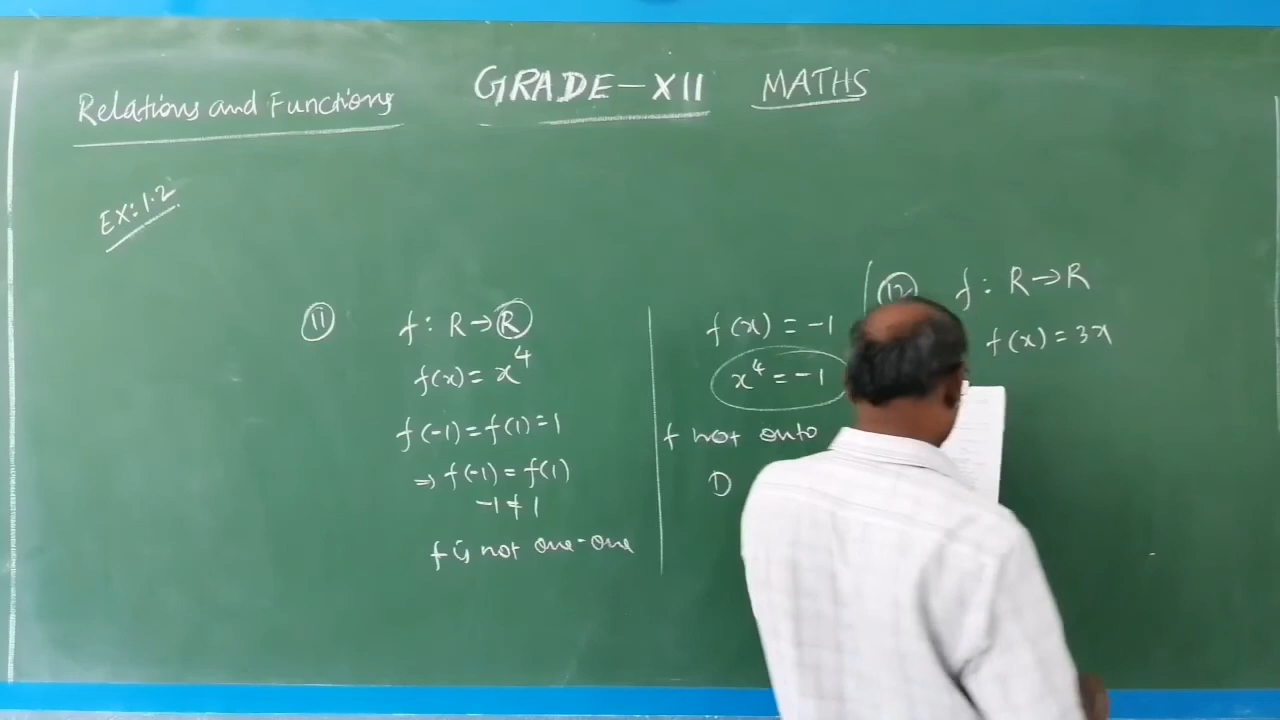 Relations and Functions
GRADE-XII MATHS
EX: 1.2
11
f: R→R
f(x) = x⁴
f(-1) = f(1) = 1
⇒ f(-1) = f(1)
-1 ≠ 1
f is not one-one
f(x) = -1
x⁴ = -1
f not onto
D
12
f: R→R
f(x) = 3x